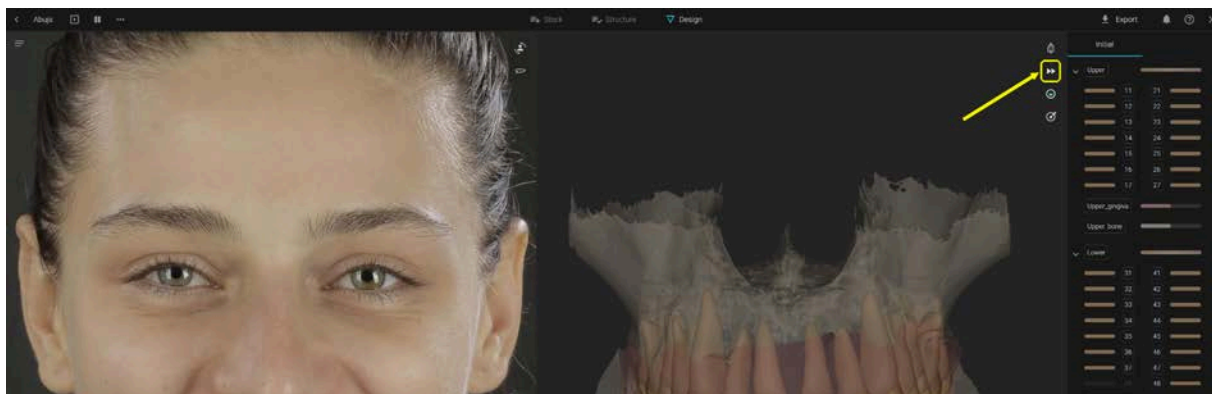 Abujs
Stock
Structure
Design
Export
Initial
Upper
11 21
12 22
13 23
14 24
15 25
16 26
17 27
Upper_gingiva
Upper bone
Lower
31 41
32 42
33 43
34 44
35 45
36 46
37 47
48